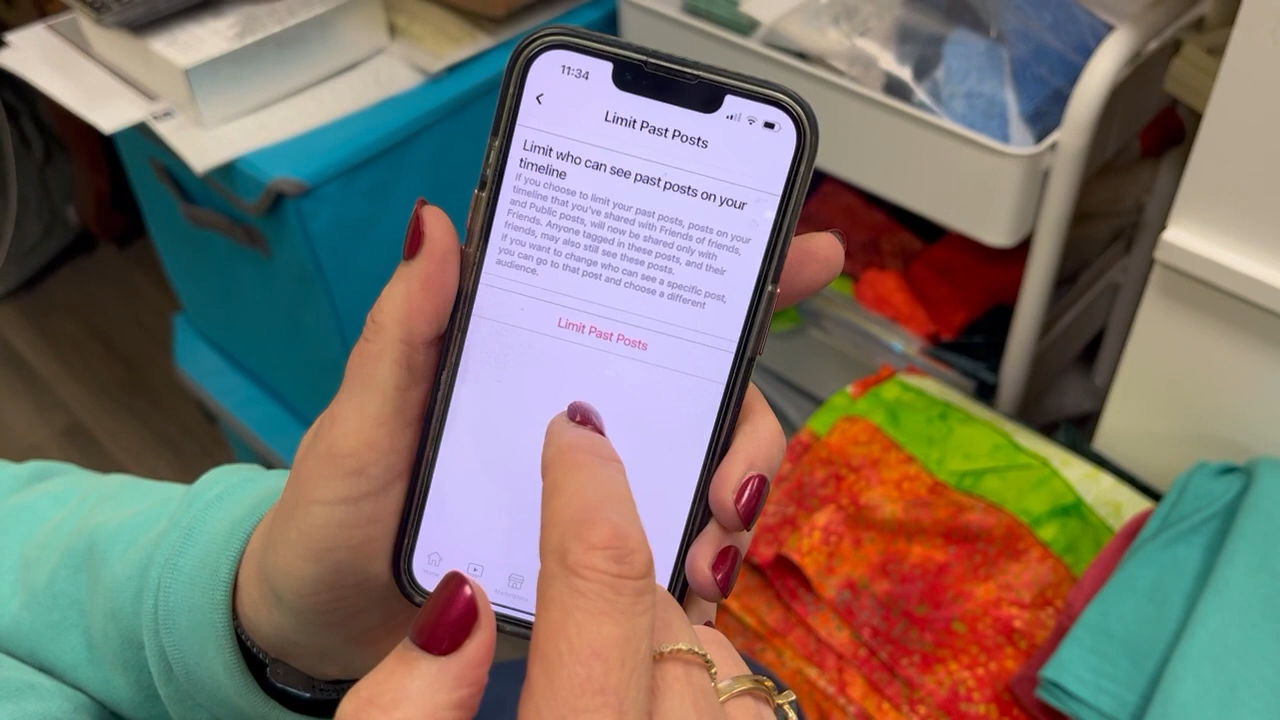 11:34
Limit Past Posts
Limit who can see past posts on your
timeline
If you choose to limit your past posts, posts on your
timeline that you've shared with Friends of friends,
and Public posts, will now be shared only with
Friends. Anyone tagged in these posts, and their
friends, may also still see these posts.
If you want to change who can see a specific post,
you can go to that post and choose a different
audience.
Limit Past Posts
Home
Marketplace